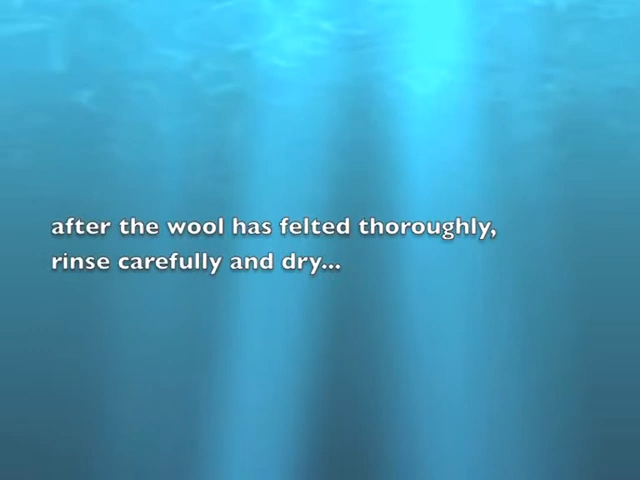 after the wool has felted thoroughly,
rinse carefully and dry...